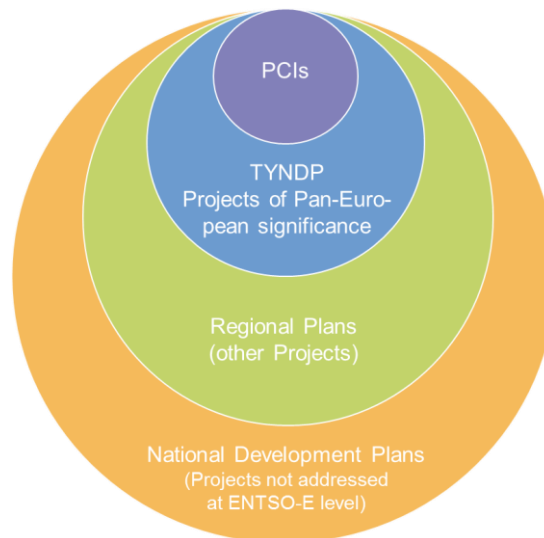 PCIs
TYNDP
Projects of Pan-Euro-
pean significance
Regional Plans
(other Projects)
National Development Plans
(Projects not addressed
at ENTSO-E level)